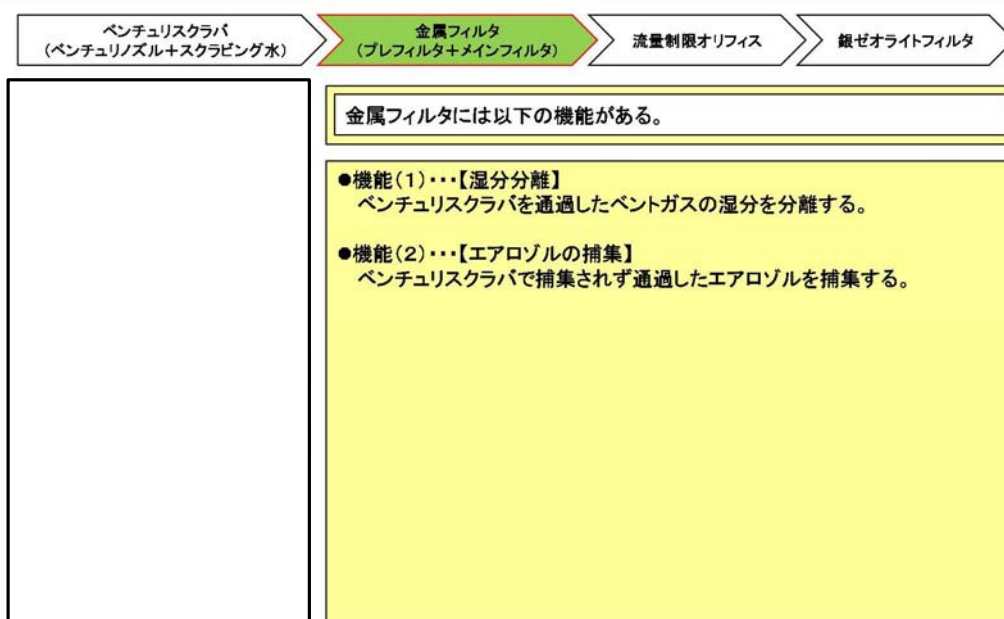 ベンチュリスクラバ
(ベンチュリノズル+スクラビング水)
金属フィルタ
(プレフィルタ+メインフィルタ)
流量制限オリフィス
銀ゼオライトフィルタ
金属フィルタには以下の機能がある。
●機能(1)・・・【湿分分離】
ベンチュリスクラバを通過したベントガスの湿分を分離する。
●機能(2)・・・【エアロゾルの捕集】
ベンチュリスクラバで捕集されず通過したエアロゾルを捕集する。